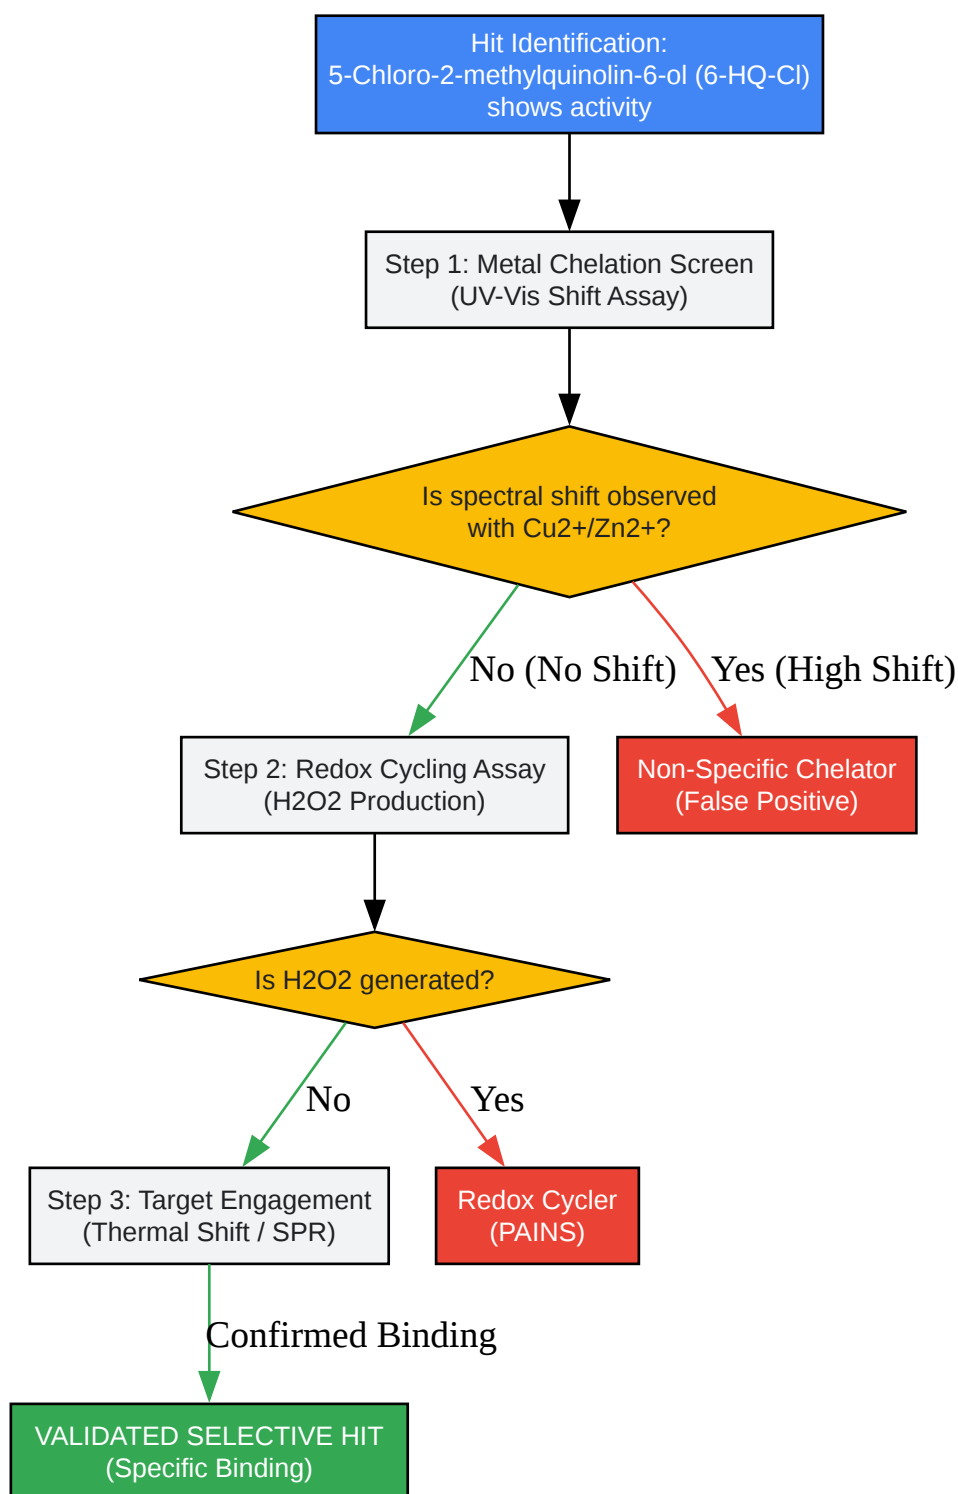 Hit Identification:
5-Chloro-2-methylquinolin-6-ol (6-HQ-Cl)
shows activity
Step 1: Metal Chelation Screen
(UV-Vis Shift Assay)
Is spectral shift observed
with Cu2+/Zn2+?
No (No Shift)
Yes (High Shift)
Step 2: Redox Cycling Assay
(H2O2 Production)
Non-Specific Chelator
(False Positive)
Is H2O2 generated?
No
Yes
Step 3: Target Engagement
(Thermal Shift / SPR)
Redox Cycler
(PAINS)
Confirmed Binding
VALIDATED SELECTIVE HIT
(Specific Binding)